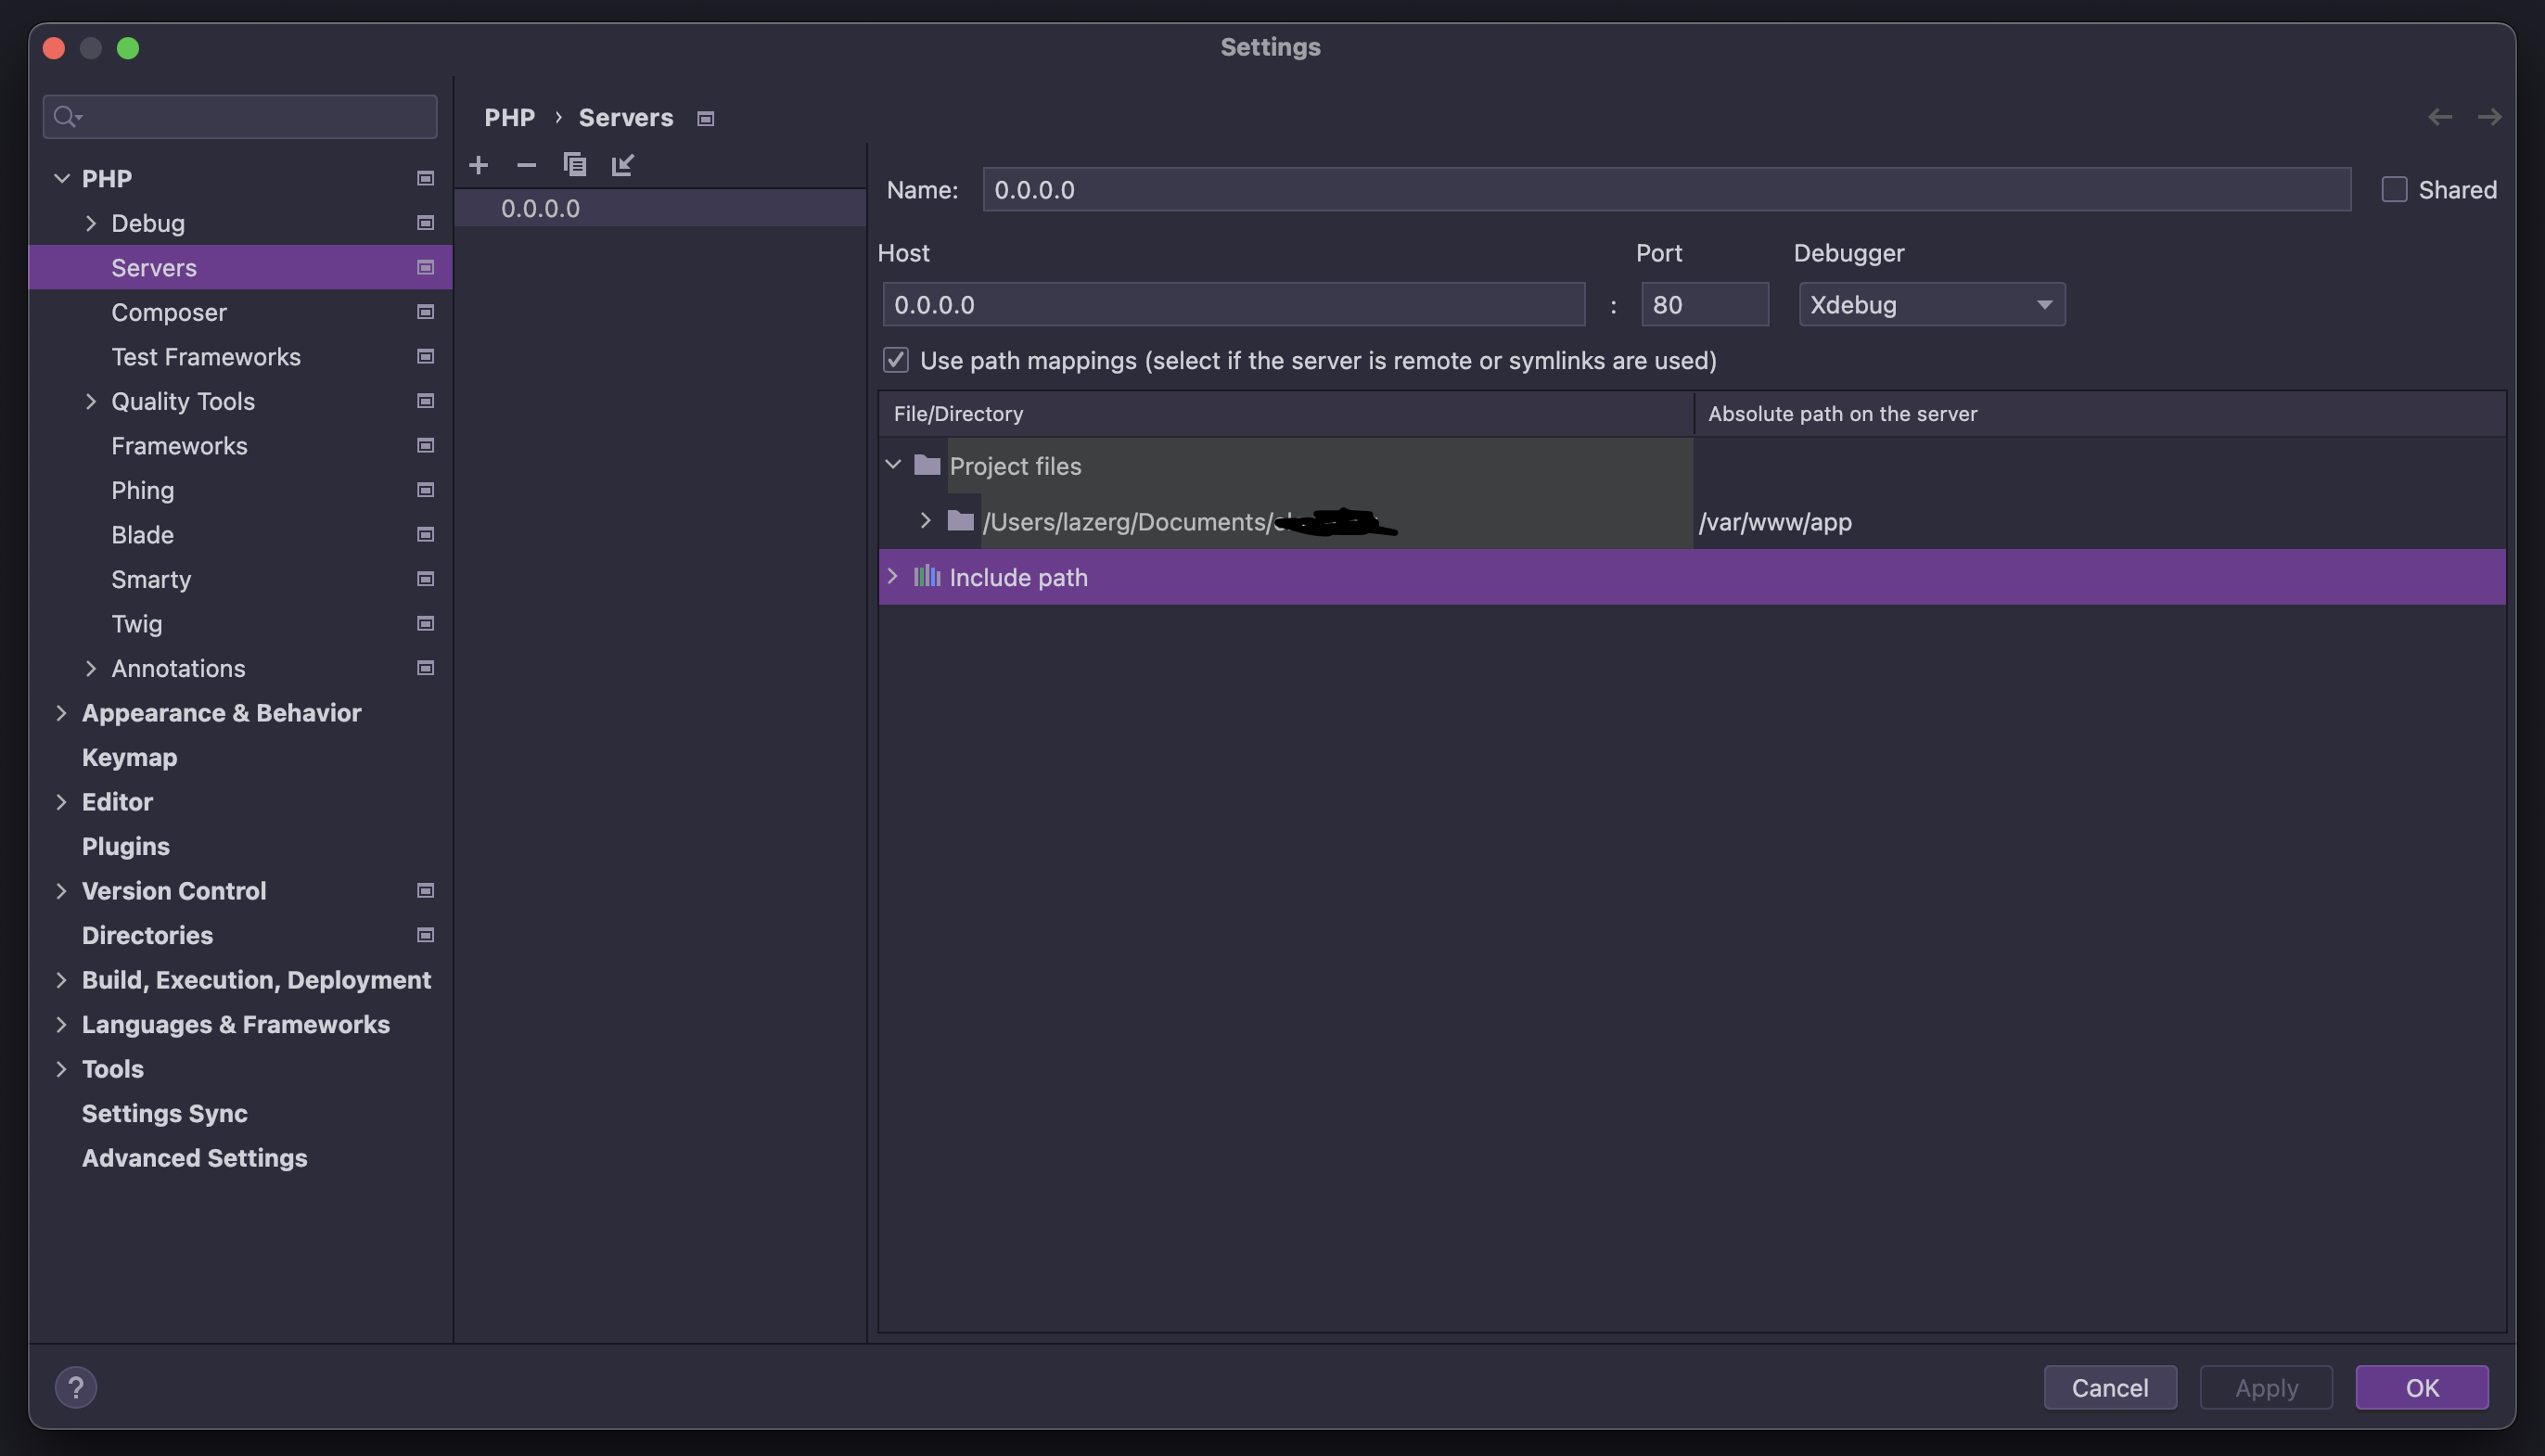 Settings
PHP
Debug
Servers
Composer
Test Frameworks
Quality Tools
Frameworks
Phing
Blade
Smarty
Twig
Annotations
Appearance & Behavior
Keymap
Editor
Plugins
Version Control
Directories
Build, Execution, Deployment
Languages & Frameworks
Tools
Settings Sync
Advanced Settings
PHP › Servers
0.0.0.0
Name: 0.0.0.0 Shared
Host Port Debugger
0.0.0.0 : 80 Xdebug
Use path mappings (select if the server is remote or symlinks are used)
File/Directory Absolute path on the server
Project files
/Users/lazerg/Documents/ /var/www/app
Include path
? Cancel Apply OK